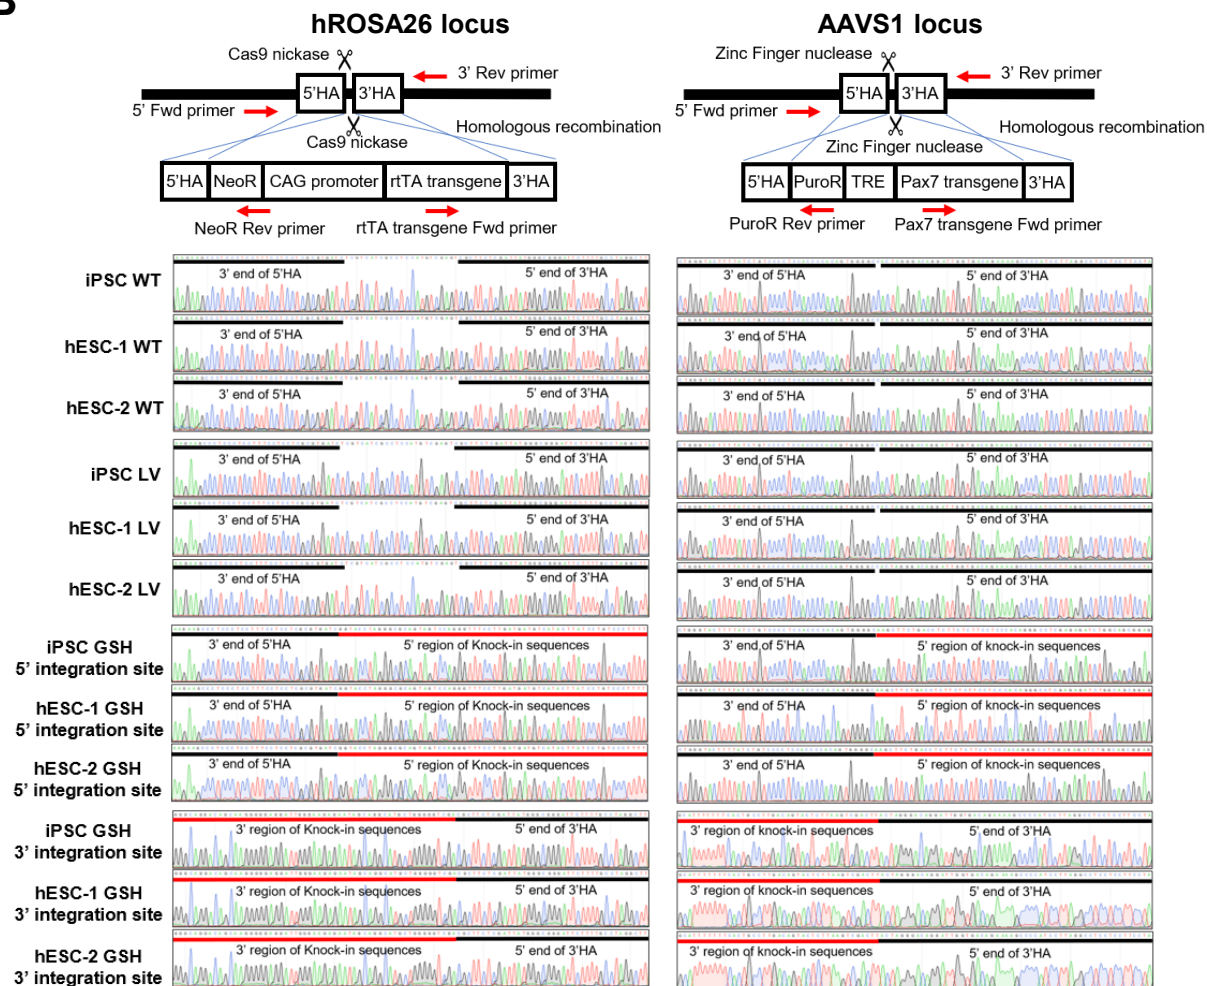 B
hROSA26 locus
Cas9 nickase
3’ Rev primer
5’HA
3’HA
5’ Fwd primer
Homologous recombination
Cas9 nickase
5’HA
NeoR
CAG promoter
rtTA transgene
3’HA
NeoR Rev primer
rtTA transgene Fwd primer
AAVS1 locus
Zinc Finger nuclease
3’ Rev primer
5’HA
3’HA
5’ Fwd primer
Homologous recombination
Zinc Finger nuclease
5’HA
PuroR
TRE
Pax7 transgene
3’HA
PuroR Rev primer
Pax7 transgene Fwd primer
iPSC WT
3’ end of 5’HA
5’ end of 3’HA
3’ end of 5’HA
5’ end of 3’HA
hESC-1 WT
3’ end of 5’HA
5’ end of 3’HA
3’ end of 5’HA
5’ end of 3’HA
hESC-2 WT
3’ end of 5’HA
5’ end of 3’HA
3’ end of 5’HA
5’ end of 3’HA
iPSC LV
3’ end of 5’HA
5’ end of 3’HA
3’ end of 5’HA
5’ end of 3’HA
hESC-1 LV
3’ end of 5’HA
5’ end of 3’HA
3’ end of 5’HA
5’ end of 3’HA
hESC-2 LV
3’ end of 5’HA
5’ end of 3’HA
3’ end of 5’HA
5’ end of 3’HA
iPSC GSH
5’ integration site
3’ end of 5’HA
5’ region of Knock-in sequences
3’ end of 5’HA
5’ region of knock-in sequences
hESC-1 GSH
5’ integration site
3’ end of 5’HA
5’ region of Knock-in sequences
3’ end of 5’HA
5’ region of knock-in sequences
hESC-2 GSH
5’ integration site
3’ end of 5’HA
5’ region of Knock-in sequences
3’ end of 5’HA
5’ region of knock-in sequences
iPSC GSH
3’ integration site
3’ region of Knock-in sequences
5’ end of 3’HA
3’ region of knock-in sequences
5’ end of 3’HA
hESC-1 GSH
3’ integration site
3’ region of Knock-in sequences
5’ end of 3’HA
3’ region of knock-in sequences
5’ end of 3’HA
hESC-2 GSH
3’ integration site
3’ region of Knock-in sequences
5’ end of 3’HA
3’ region of knock-in sequences
5’ end of 3’HA